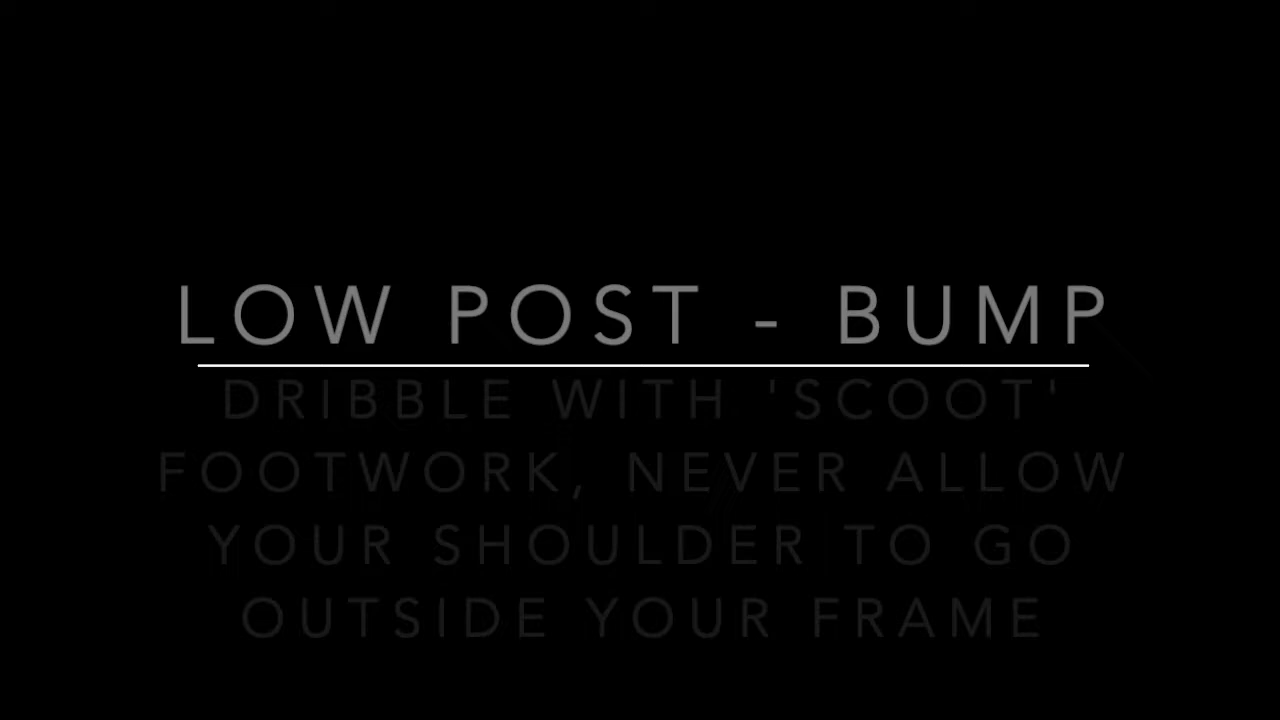 LOW POST - BUMP
DRIBBLE WITH 'SCOOT'
FOOTWORK, NEVER ALLOW
YOUR SHOULDER TO GO
OUTSIDE YOUR FRAME